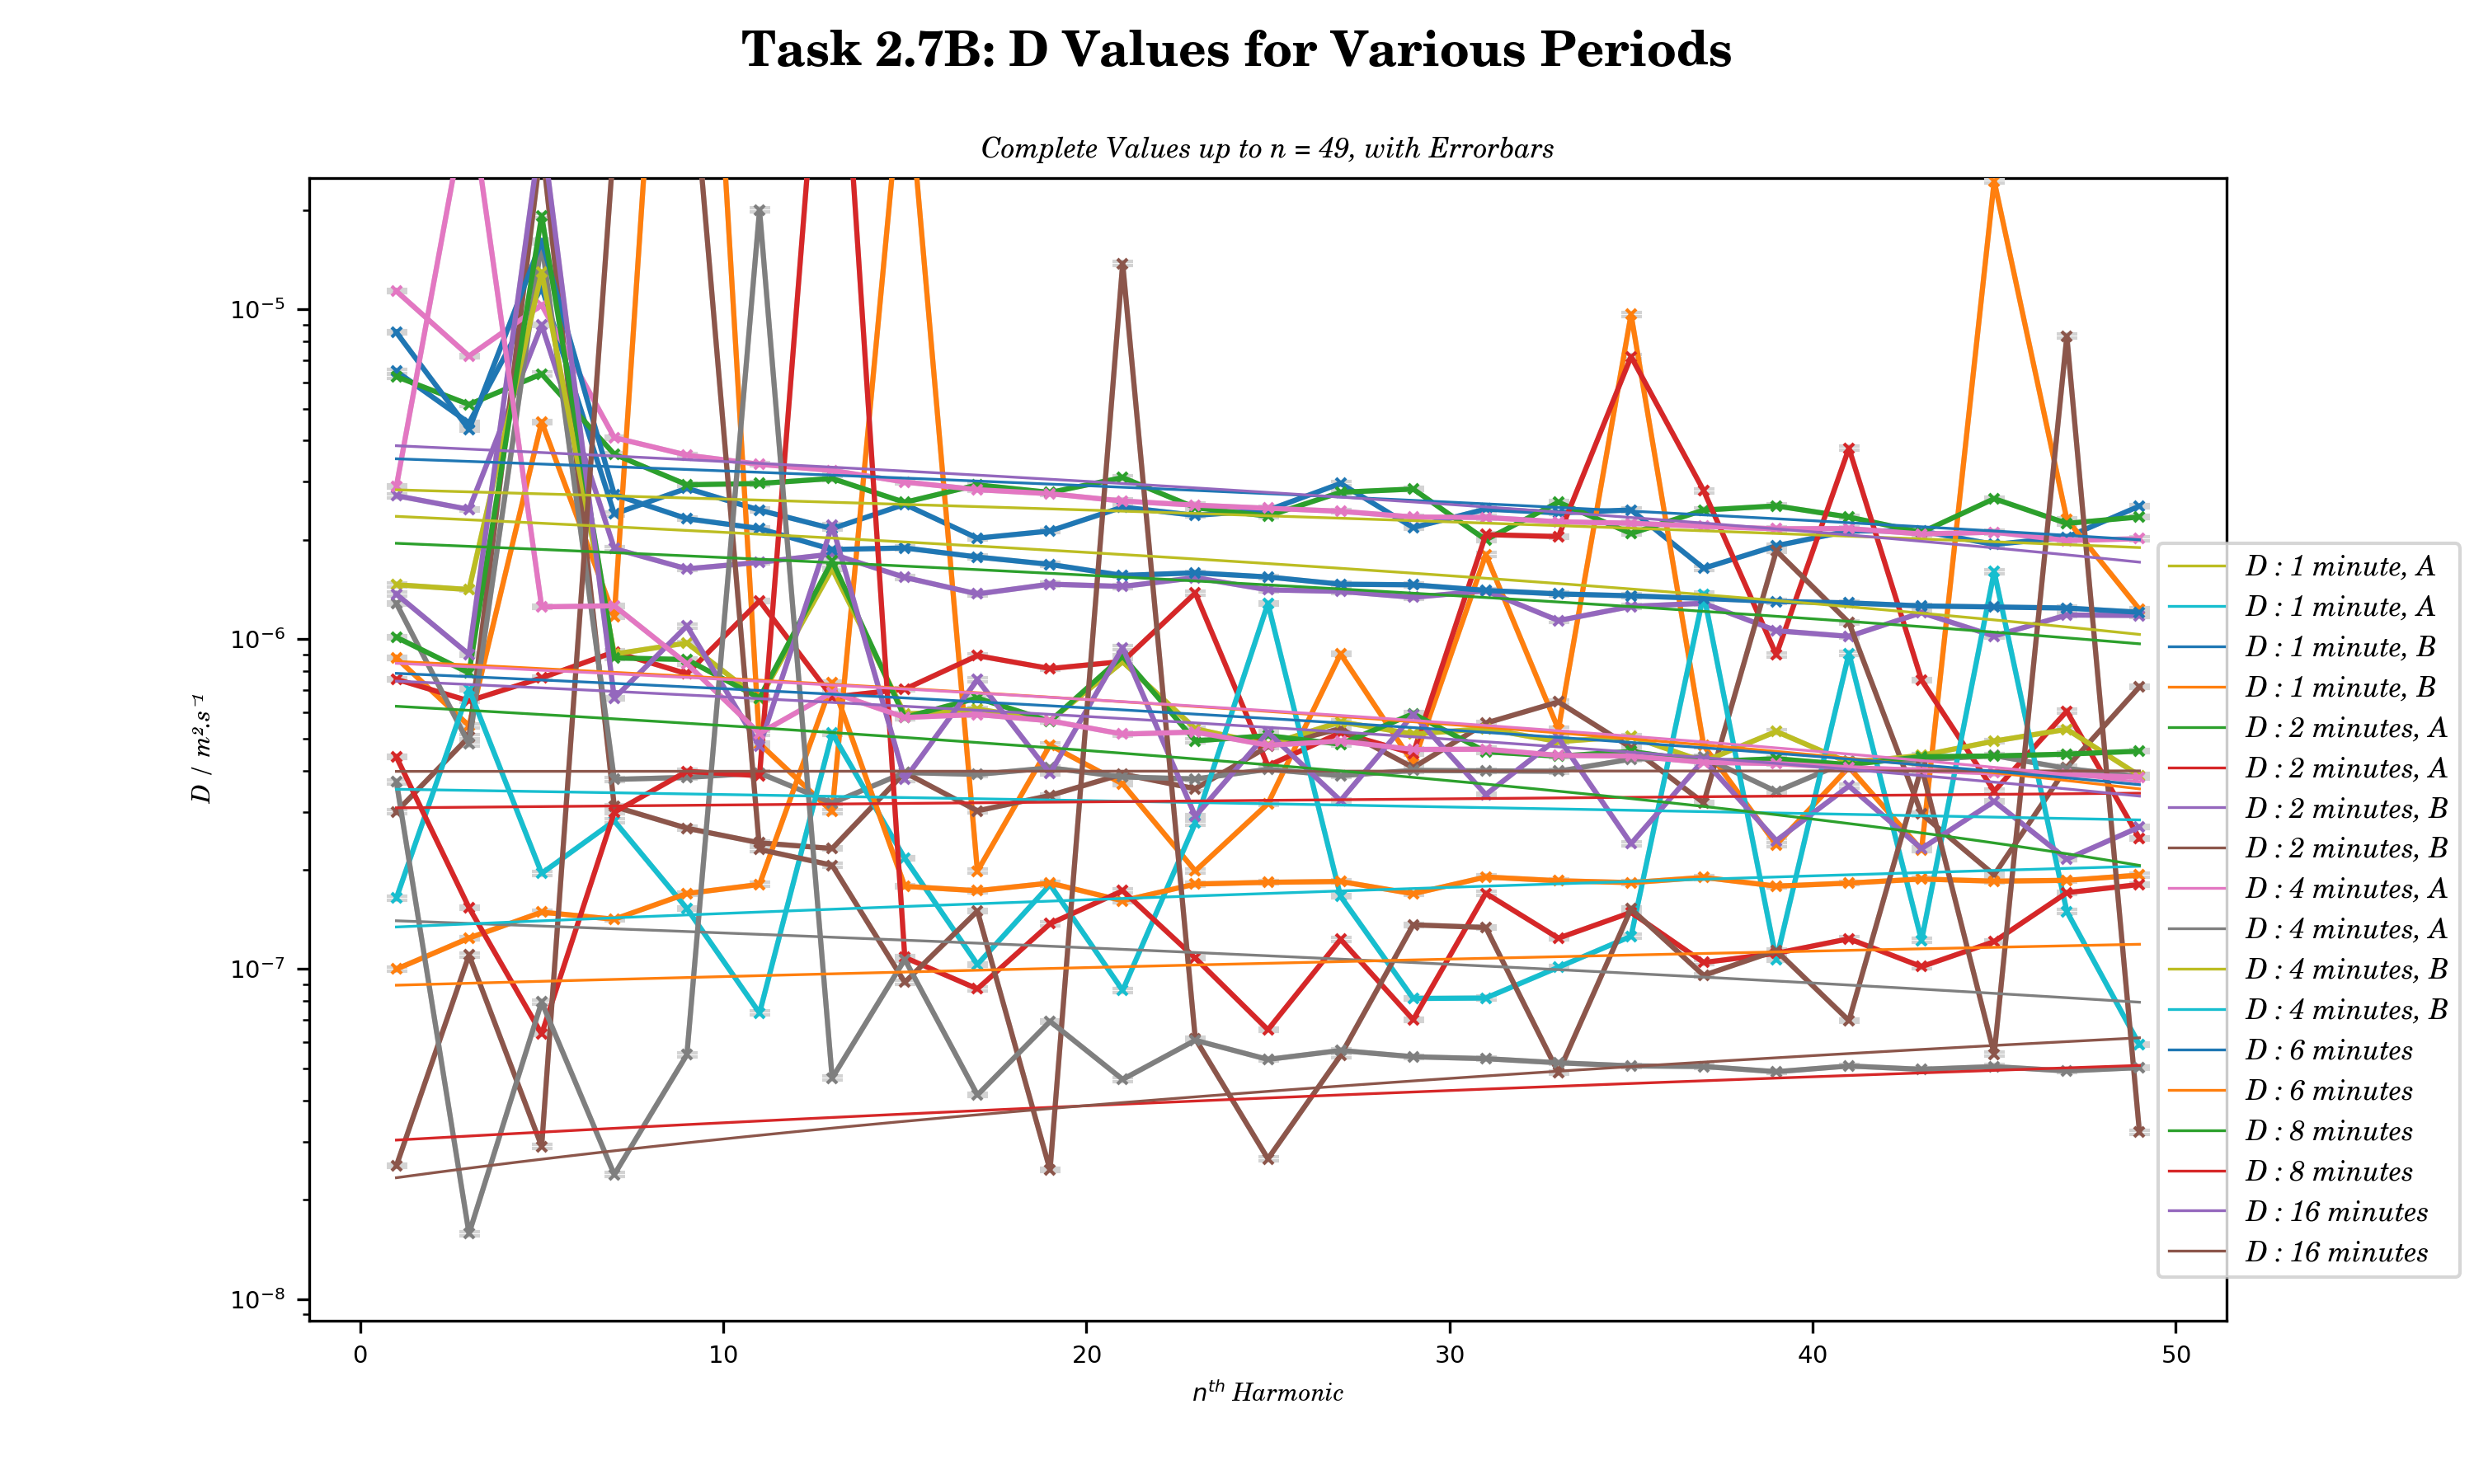 Task 2.7B: D Values for Various Periods
Complete Values up to n = 49, with Errorbars
D / m².s⁻¹
10⁻⁵
10⁻⁶
10⁻⁷
10⁻⁸
0 10 20 30 40 50
nᵗʰ Harmonic
D : 1 minute, A
D : 1 minute, A
D : 1 minute, B
D : 1 minute, B
D : 2 minutes, A
D : 2 minutes, A
D : 2 minutes, B
D : 2 minutes, B
D : 4 minutes, A
D : 4 minutes, A
D : 4 minutes, B
D : 4 minutes, B
D : 6 minutes
D : 6 minutes
D : 8 minutes
D : 8 minutes
D : 16 minutes
D : 16 minutes